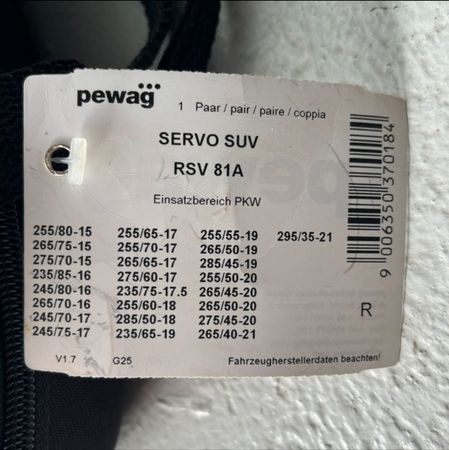 pewag
1 Paar / pair / paire / coppia
SERVO SUV
RSV 81A
Einsatzbereich PKW
255/80-15 255/65-17 255/55-19 295/35-21
265/75-15 255/70-17 265/50-19
275/70-15 265/65-17 285/45-19
235/85-16 275/60-17 255/50-20
245/80-16 235/75-17.5 265/45-20
265/70-16 255/60-18 265/50-20
245/70-17 285/50-18 275/45-20
245/75-17 235/65-19 265/40-21
R
V1.7 G25 Fahrzeugherstellerdaten beachten!
9 006350 370184